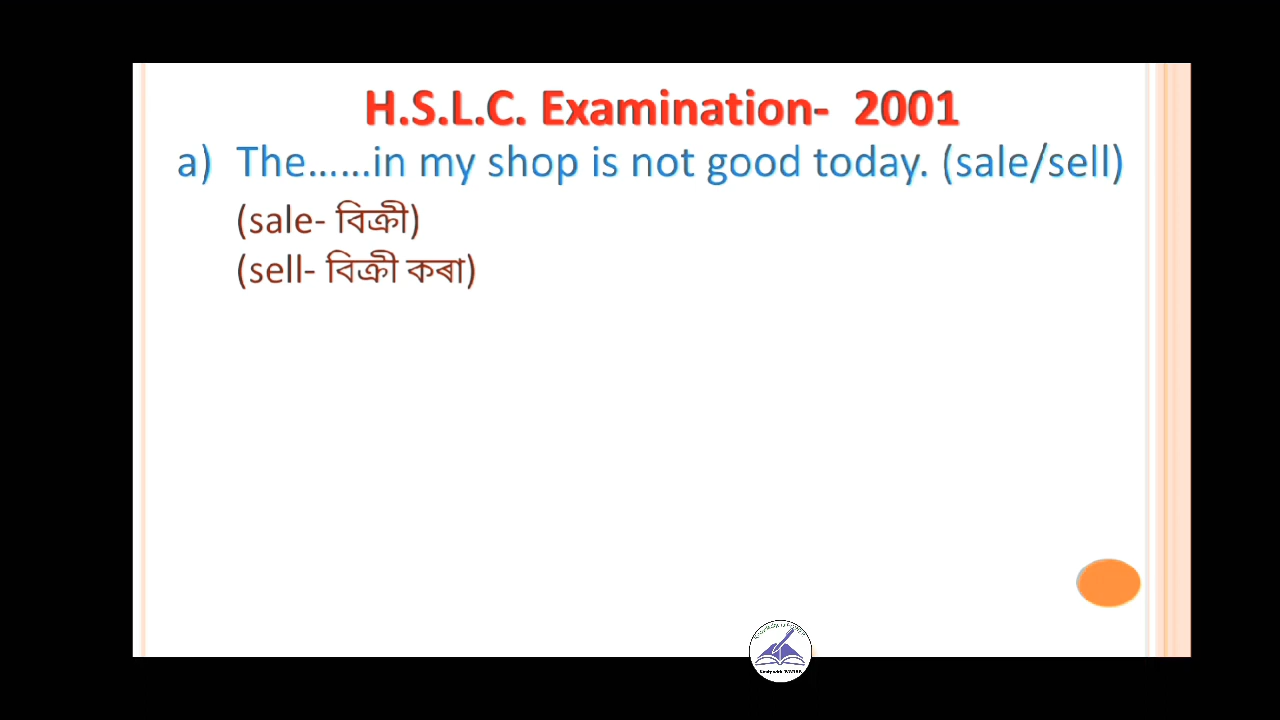 H.S.L.C. Examination- 2001
a) The......in my shop is not good today. (sale/sell)
(sale- বিক্ৰী)
(sell- বিক্ৰী কৰা)